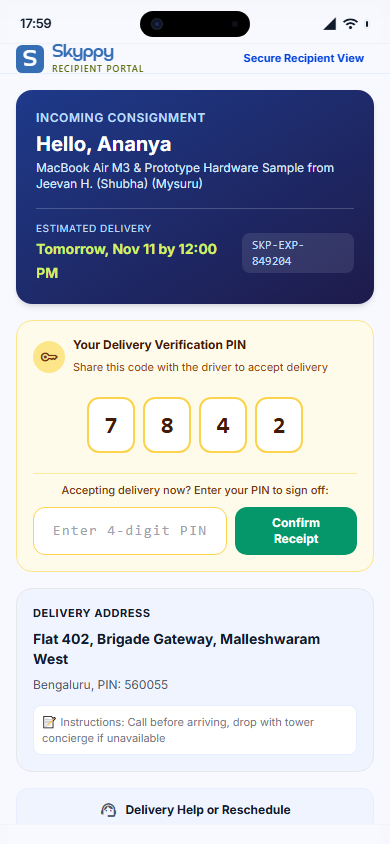 17:59
S
Skyppy
RECIPIENT PORTAL
Secure Recipient View
INCOMING CONSIGNMENT
Hello, Ananya
MacBook Air M3 & Prototype Hardware Sample from
Jeevan H. (Shubha) (Mysuru)
ESTIMATED DELIVERY
Tomorrow, Nov 11 by 12:00
PM
SKP-EXP-
849204
Your Delivery Verification PIN
Share this code with the driver to accept delivery
7 8 4 2
Accepting delivery now? Enter your PIN to sign off:
Enter 4-digit PIN
Confirm
Receipt
DELIVERY ADDRESS
Flat 402, Brigade Gateway, Malleshwaram
West
Bengaluru, PIN: 560055
📝 Instructions: Call before arriving, drop with tower
concierge if unavailable
Delivery Help or Reschedule